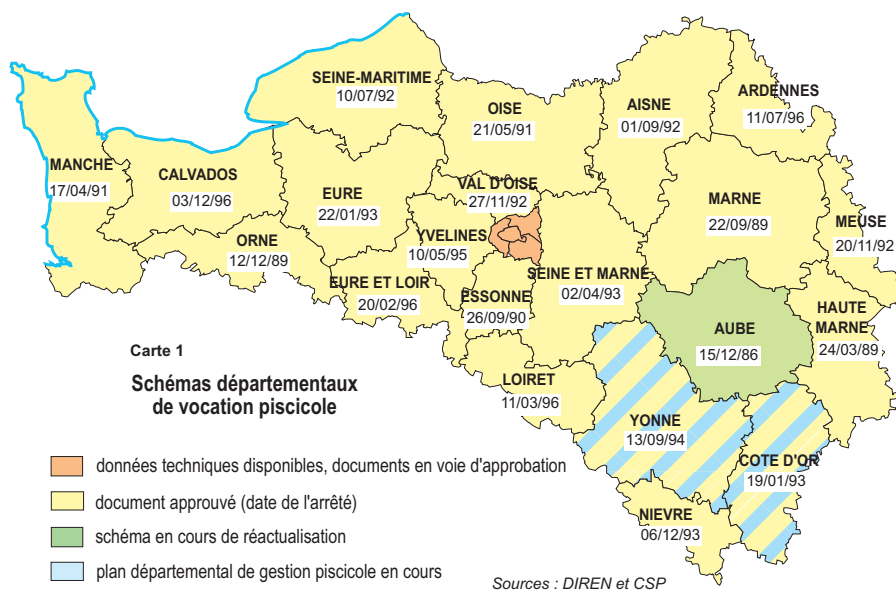 SEINE-MARITIME
10/07/92
OISE
21/05/91
AISNE
01/09/92
ARDENNES
11/07/96
MANCHE
17/04/91
CALVADOS
03/12/96
EURE
22/01/93
VAL D'OISE
27/11/92
MARNE
22/09/89
MEUSE
20/11/92
ORNE
12/12/89
YVELINES
10/05/95
EURE ET LOIR
20/02/96
ESSONNE
26/09/90
SEINE ET MARNE
02/04/93
AUBE
15/12/86
HAUTE
MARNE
24/03/89
LOIRET
11/03/96
YONNE
13/09/94
COTE D'OR
19/01/93
NIEVRE
06/12/93
Carte 1
Schémas départementaux
de vocation piscicole
données techniques disponibles, documents en voie d'approbation
document approuvé (date de l'arrêté)
schéma en cours de réactualisation
plan départemental de gestion piscicole en cours
Sources : DIREN et CSP